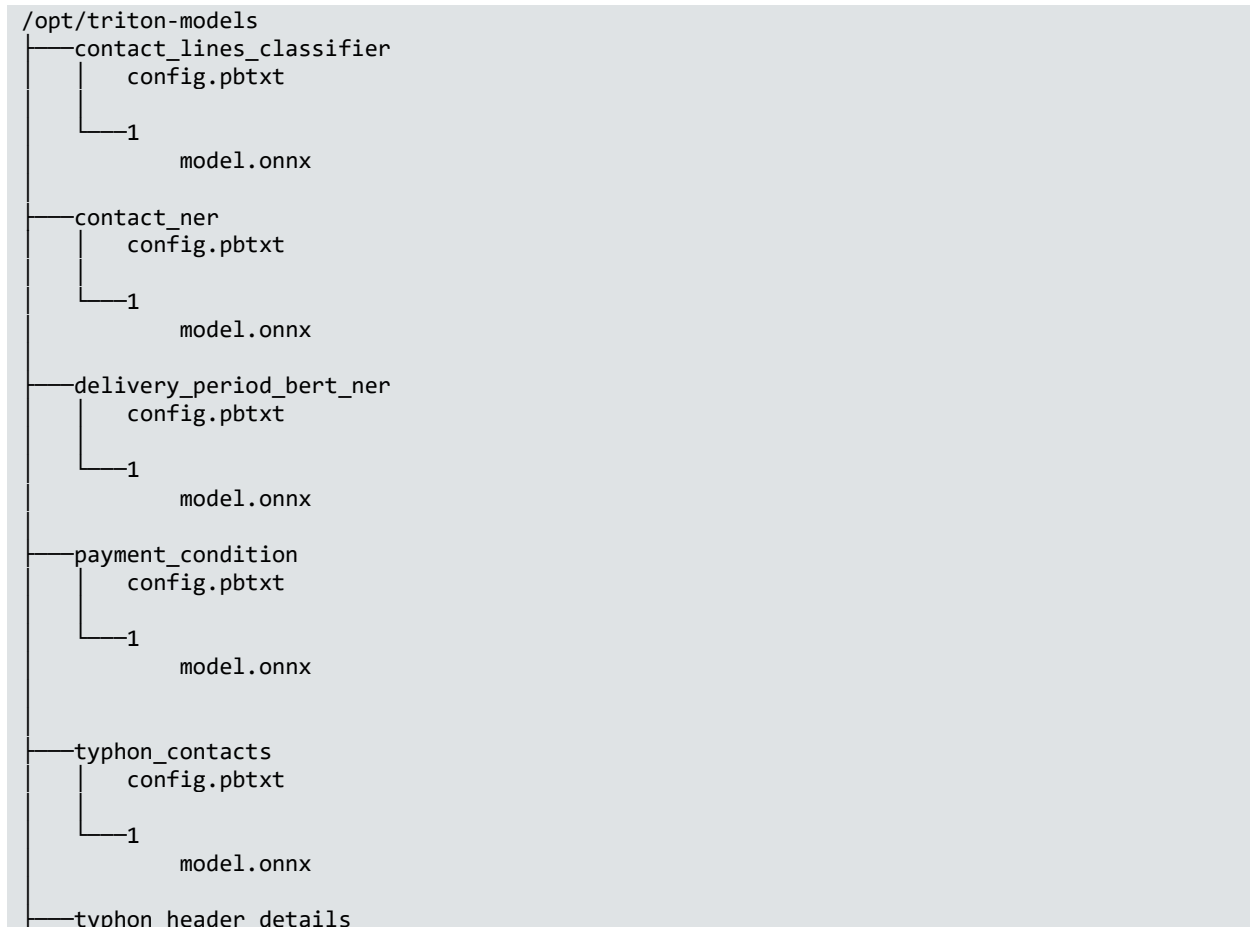 /opt/triton-models
├───contact_lines_classifier
│   │   config.pbtxt
│   │
│   └───1
│           model.onnx
│
├───contact_ner
│   │   config.pbtxt
│   │
│   └───1
│           model.onnx
│
├───delivery_period_bert_ner
│   │   config.pbtxt
│   │
│   └───1
│           model.onnx
│
├───payment_condition
│   │   config.pbtxt
│   │
│   └───1
│           model.onnx
│
│
├───typhon_contacts
│   │   config.pbtxt
│   │
│   └───1
│           model.onnx
│
├───typhon_header_details